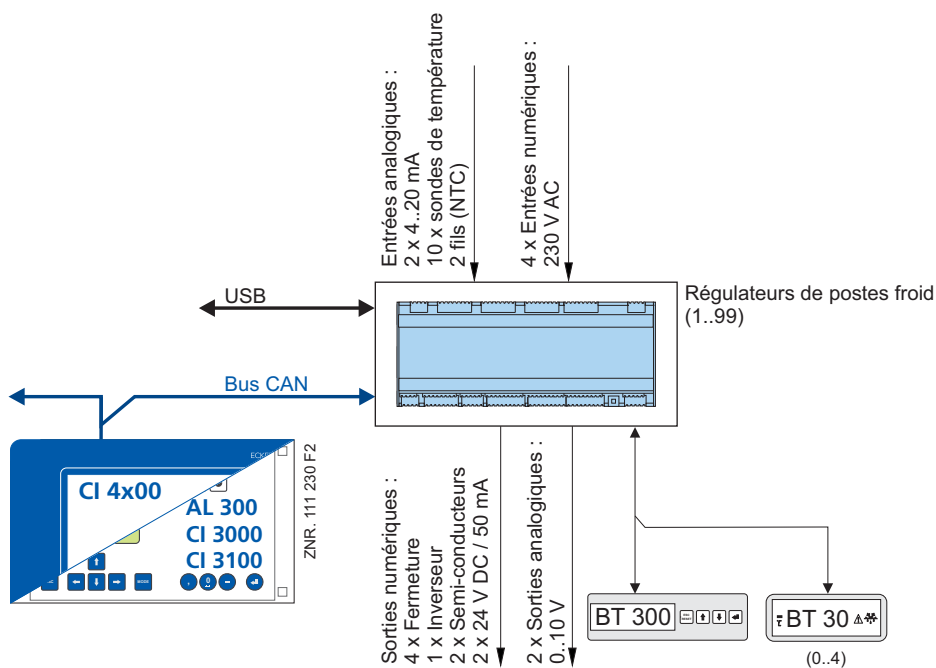 Entrées analogiques :
2 x 4..20 mA
10 x sondes de température
2 fils (NTC)
4 x Entrées numériques :
230 V AC
USB
Régulateurs de postes froid
(1..99)
Bus CAN
CI 4x00
AL 300
CI 3000
CI 3100
MODE
ZNR. 111 230 F2
Sorties numériques :
4 x Fermeture
1 x Inverseur
2 x Semi-conducteurs
2 x 24 V DC / 50 mA
2 x Sorties analogiques :
0..10 V
BT 300
BT 30
(0..4)